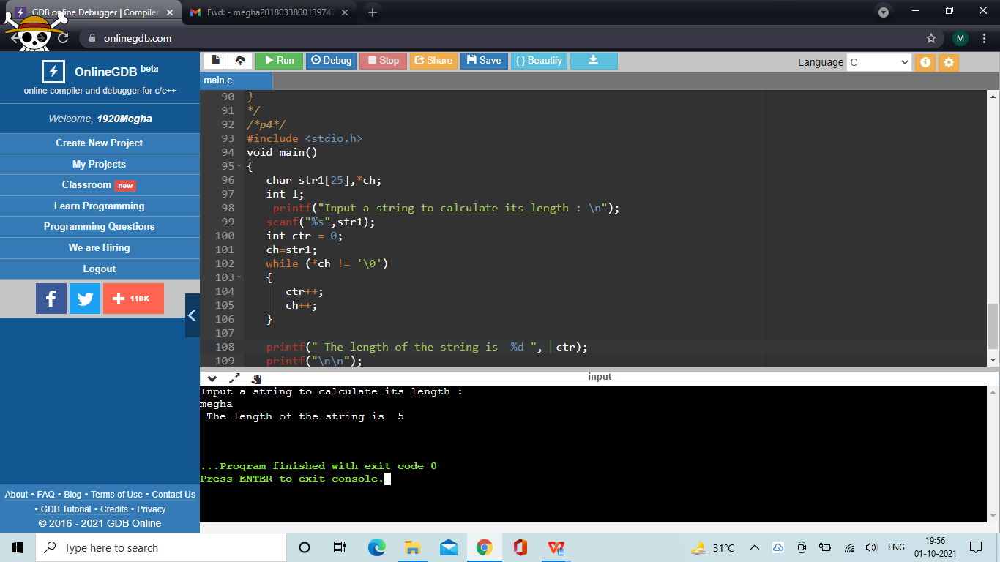 GDB online Debugger | Compiler
Fwd: - megha2018033800139747
onlinegdb.com
M
OnlineGDB beta
online compiler and debugger for c/c++
Welcome, 1920Megha
Create New Project
My Projects
Classroom new
Learn Programming
Programming Questions
We are Hiring
Logout
110K
About • FAQ • Blog • Terms of Use • Contact Us
• GDB Tutorial • Credits • Privacy
© 2016 - 2021 GDB Online
Run
Debug
Stop
Share
Save
{ } Beautify
Language C
main.c
90 }
91 */
92 /*p4*/
93 #include <stdio.h>
94 void main()
95 {
96 char str1[25],*ch;
97 int l;
98 printf("Input a string to calculate its length : \n");
99 scanf("%s",str1);
100 int ctr = 0;
101 ch=str1;
102 while (*ch != '\0')
103 {
104 ctr++;
105 ch++;
106 }
107
108 printf(" The length of the string is  %d ",  ctr);
109 printf("\n\n");
input
Input a string to calculate its length :
megha
The length of the string is  5
...Program finished with exit code 0
Press ENTER to exit console.
Type here to search
31°C
ENG
19:56
01-10-2021